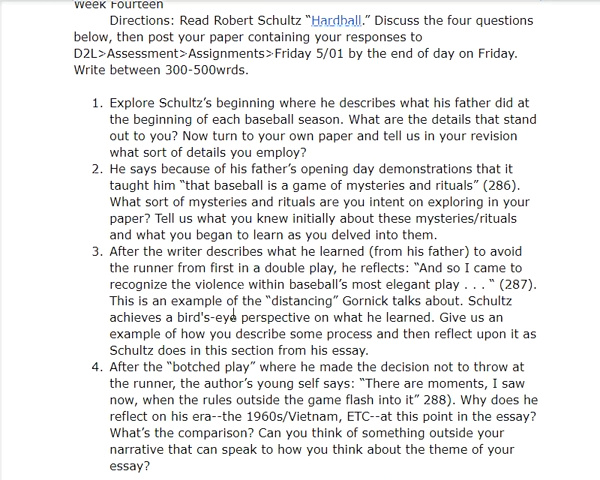 Week Fourteen
Directions: Read Robert Schultz “Hardhall.” Discuss the four questions
below, then post your paper containing your responses to
D2L>Assessment>Assignments>Friday 5/01 by the end of day on Friday.
Write between 300-500wrds.
1. Explore Schultz’s beginning where he describes what his father did at
the beginning of each baseball season. What are the details that stand
out to you? Now turn to your own paper and tell us in your revision
what sort of details you employ?
2. He says because of his father’s opening day demonstrations that it
taught him “that baseball is a game of mysteries and rituals” (286).
What sort of mysteries and rituals are you intent on exploring in your
paper? Tell us what you knew initially about these mysteries/rituals
and what you began to learn as you delved into them.
3. After the writer describes what he learned (from his father) to avoid
the runner from first in a double play, he reflects: “And so I came to
recognize the violence within baseball’s most elegant play . . . “ (287).
This is an example of the “distancing” Gornick talks about. Schultz
achieves a bird's-eye perspective on what he learned. Give us an
example of how you describe some process and then reflect upon it as
Schultz does in this section from his essay.
4. After the “botched play” where he made the decision not to throw at
the runner, the author’s young self says: “There are moments, I saw
now, when the rules outside the game flash into it” 288). Why does he
reflect on his era--the 1960s/Vietnam, ETC--at this point in the essay?
What’s the comparison? Can you think of something outside your
narrative that can speak to how you think about the theme of your
essay?